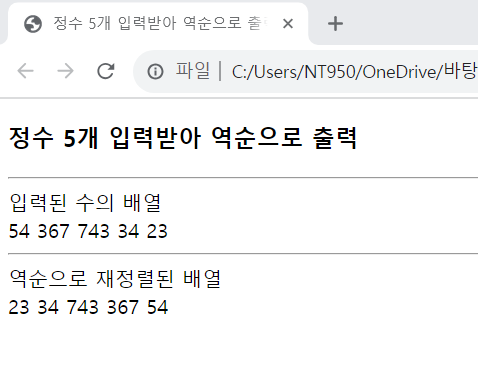 정수 5개 입력받아 역순으로 출
파일 | C:/Users/NT950/OneDrive/바탕
정수 5개 입력받아 역순으로 출력
입력된 수의 배열
54 367 743 34 23
역순으로 재정렬된 배열
23 34 743 367 54